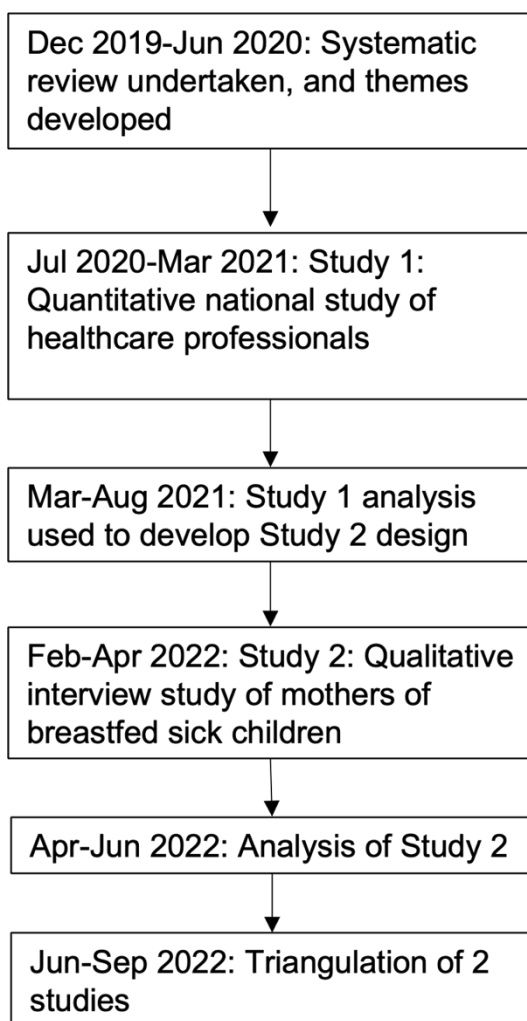 Dec 2019-Jun 2020: Systematic
review undertaken, and themes
developed
Jul 2020-Mar 2021: Study 1:
Quantitative national study of
healthcare professionals
Mar-Aug 2021: Study 1 analysis
used to develop Study 2 design
Feb-Apr 2022: Study 2: Qualitative
interview study of mothers of
breastfed sick children
Apr-Jun 2022: Analysis of Study 2
Jun-Sep 2022: Triangulation of 2
studies